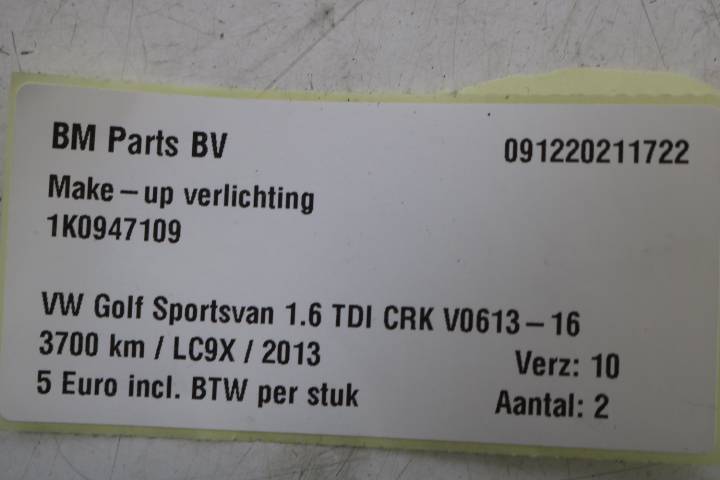 BM Parts BV 091220211722
Make-up verlichting
1K0947109
VW Golf Sportsvan 1.6 TDI CRK V0613-16
3700 km / LC9X / 2013 Verz: 10
5 Euro incl. BTW per stuk Aantal: 2